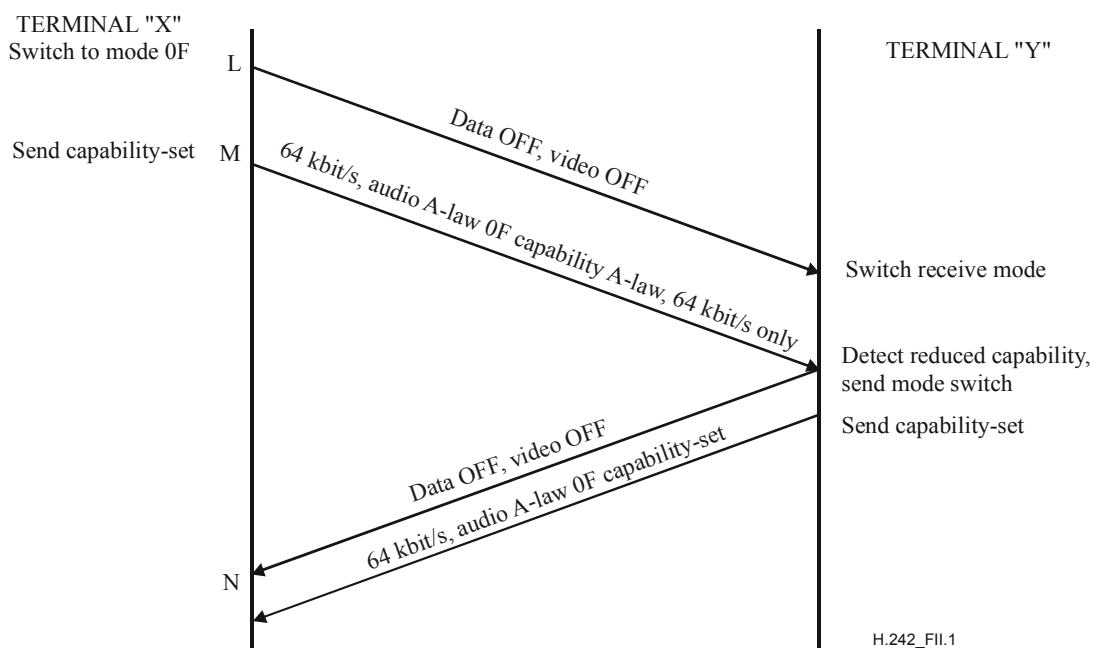 TERMINAL "X"
Switch to mode 0F
TERMINAL "Y"
L
Data OFF, video OFF
Send capability-set
M
64 kbit/s, audio A-law 0F capability A-law, 64 kbit/s only
Switch receive mode
Detect reduced capability,
send mode switch
Send capability-set
Data OFF, video OFF
64 kbit/s, audio A-law 0F capability-set
N
H.242_FII.1